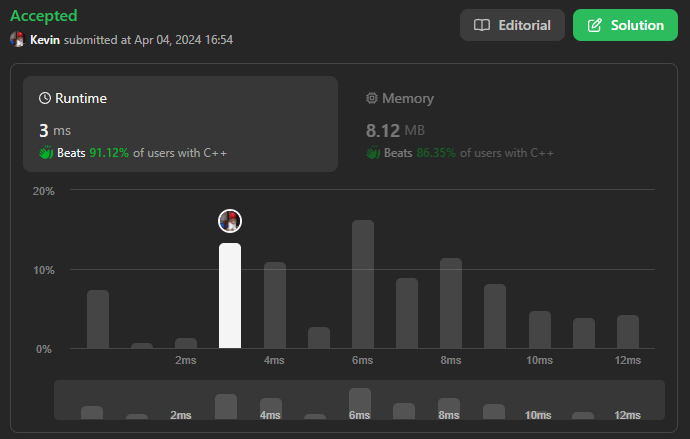 Accepted
Editorial
Solution
Kevin submitted at Apr 04, 2024 16:54
Runtime
Memory
3 ms
8.12 MB
Beats 91.12% of users with C++
Beats 86.35% of users with C++
20%
10%
0%
2ms 4ms 6ms 8ms 10ms 12ms
2ms 4ms 6ms 8ms 10ms 12ms